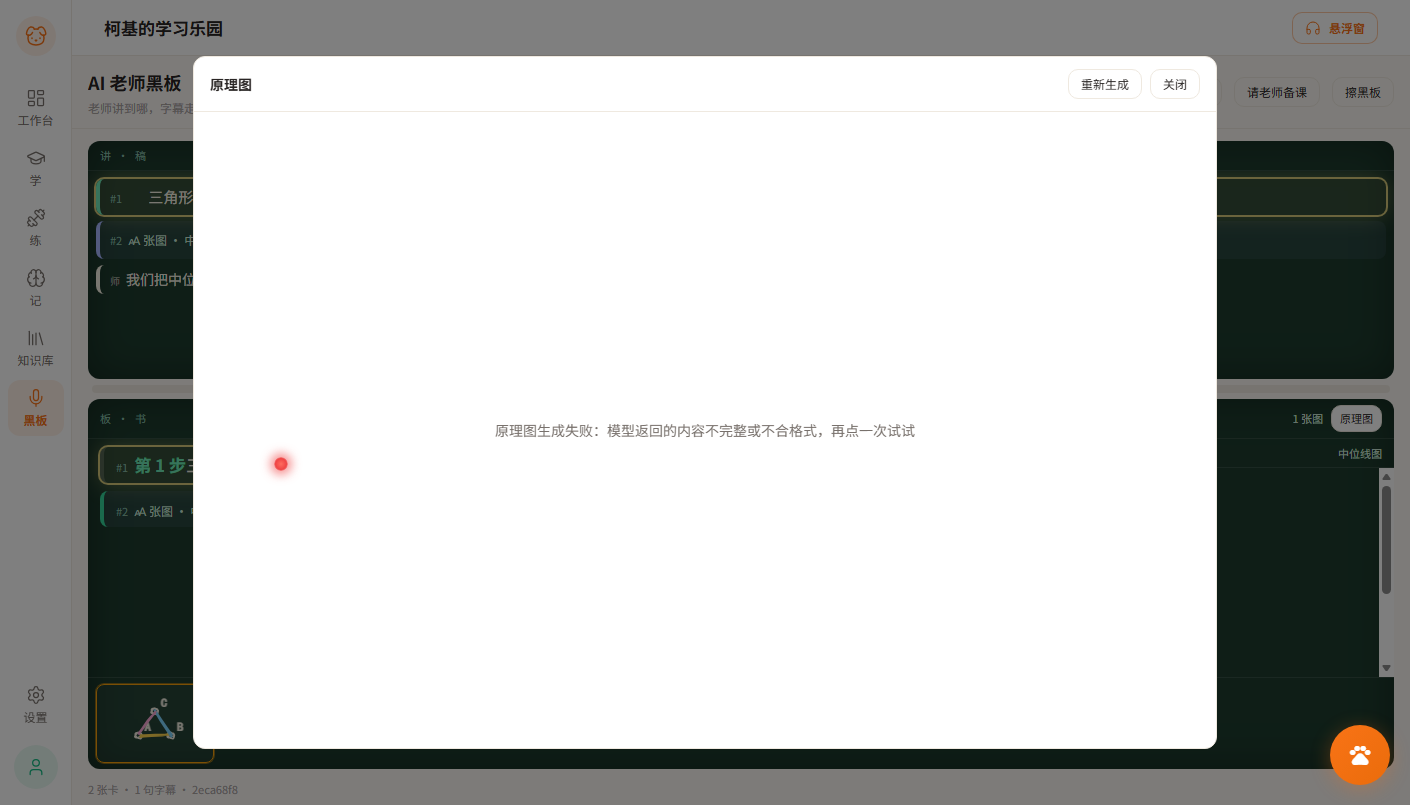 柯基的学习乐园
悬浮窗
工作台
学
练
记
知识库
黑板
设置
AI 老师黑板
老师讲到哪，字幕走
请老师备课
擦黑板
讲 · 稿
#1 三角形
#2 AA 张图 · 中
师 我们把中位
原理图
重新生成
关闭
原理图生成失败：模型返回的内容不完整或不合格式，再点一次试试
板 · 书
1 张图
原理图
中位线图
#1 第 1 步三
#2 AA 张图 ·
C
A
B
2 张卡 · 1 句字幕 · 2eca68f8